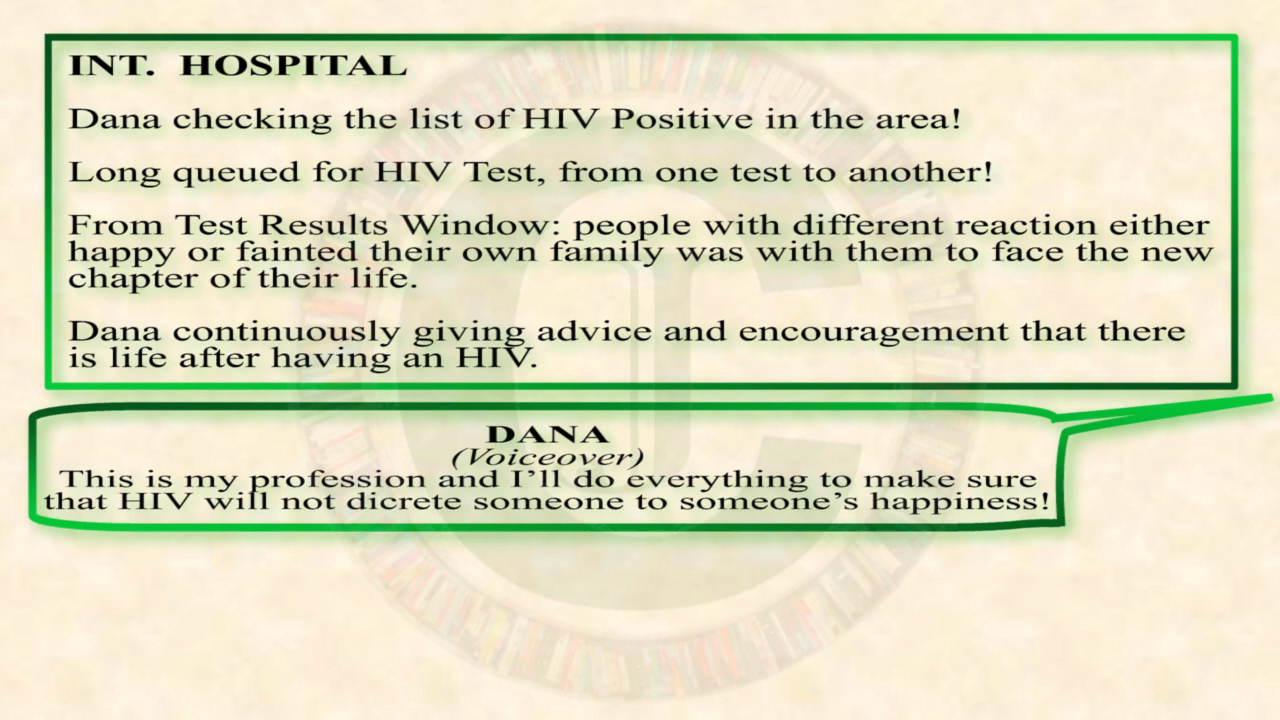 INT. HOSPITAL
Dana checking the list of HIV Positive in the area!
Long queued for HIV Test, from one test to another!
From Test Results Window: people with different reaction either
happy or fainted their own family was with them to face the new
chapter of their life.
Dana continuously giving advice and encouragement that there
is life after having an HIV.
DANA
(Voiceover)
This is my profession and I’ll do everything to make sure
that HIV will not dicrete someone to someone’s happiness!